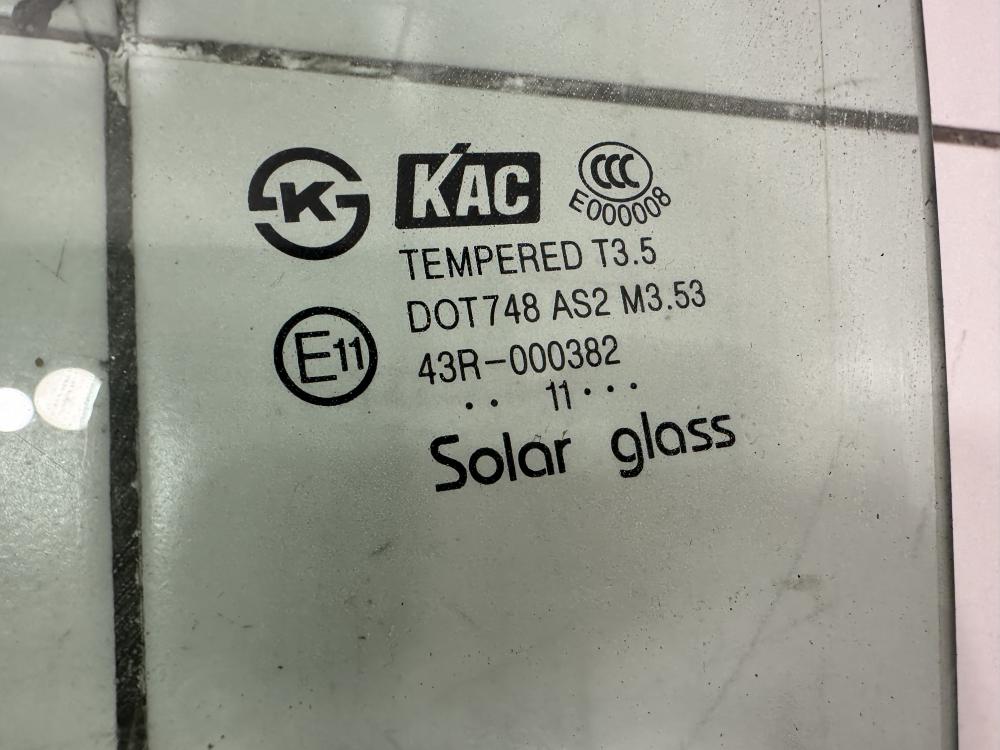 K
KAC
CCC
E000008
TEMPERED T3.5
DOT748 AS2 M3.53
E11
43R-000382
·· 11···
Solar glass